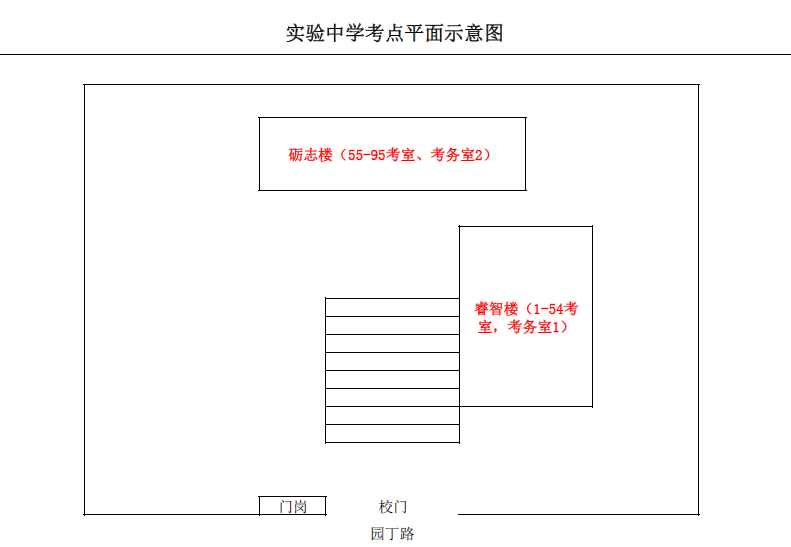 实验中学考点平面示意图
砺志楼（55-95考室、考务室2）
睿智楼（1-54考
室，考务室1）
门岗
校门
园丁路